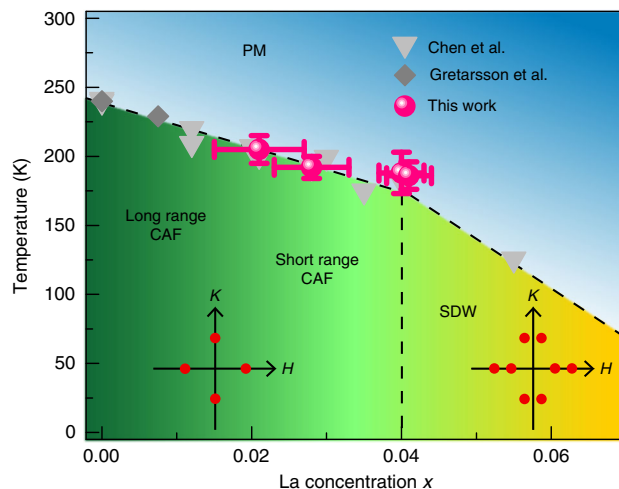 300
250
200
150
100
50
0
Temperature (K)
PM
Chen et al.
Gretarsson et al.
This work
Long range
CAF
Short range
CAF
SDW
K
H
K
H
0.00
0.02
0.04
0.06
La concentration x